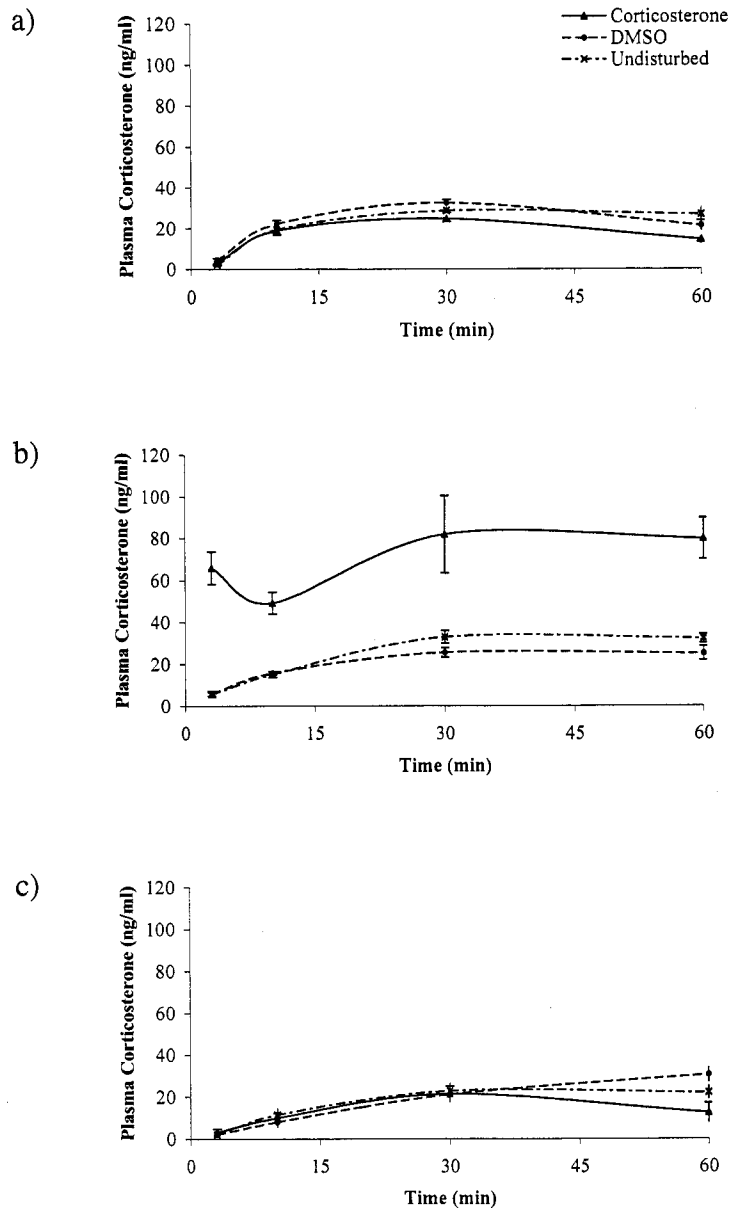 a)
Corticosterone
DMSO
Undisturbed
Plasma Corticosterone (ng/ml)
120
100
80
60
40
20
0
0 15 30 45 60
Time (min)
b)
Plasma Corticosterone (ng/ml)
120
100
80
60
40
20
0
0 15 30 45 60
Time (min)
c)
Plasma Corticosterone (ng/ml)
120
100
80
60
40
20
0
0 15 30 45 60
Time (min)